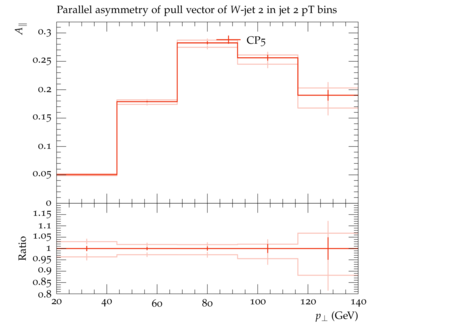 Parallel asymmetry of pull vector of W-jet 2 in jet 2 pT bins
A∥
CP5
0.3
0.25
0.2
0.15
0.1
0.05
0
Ratio
1.15
1.1
1.05
1
0.95
0.9
0.85
0.8
20 40 60 80 100 120 140
p⊥ (GeV)